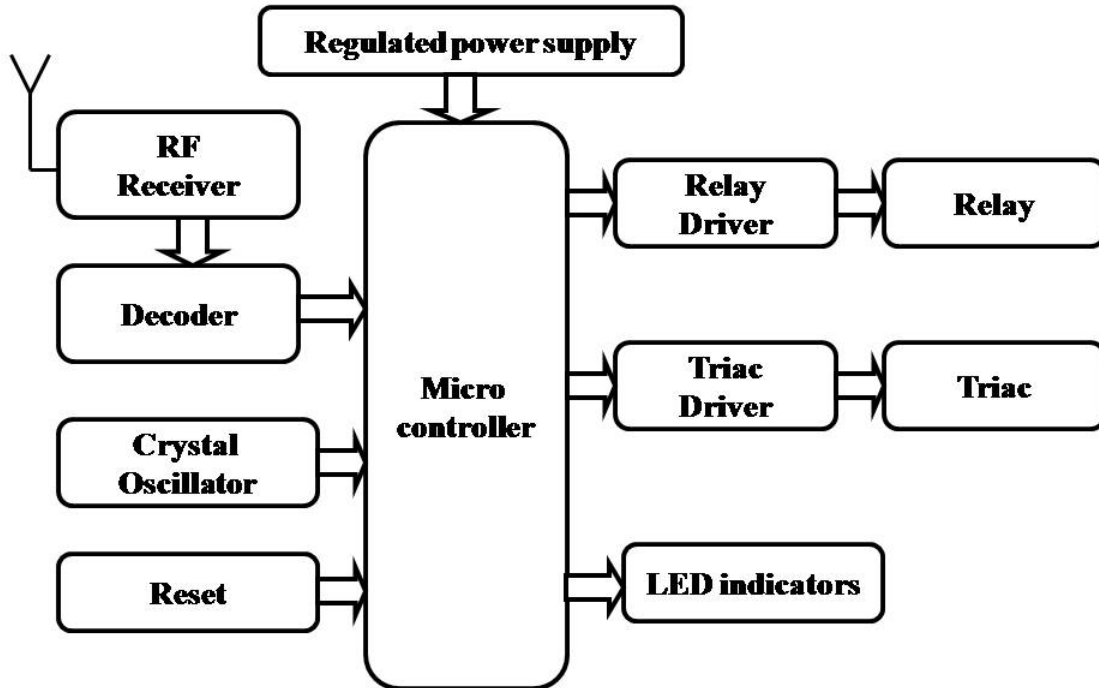 Regulated power supply
RF
Receiver
Relay
Driver
Relay
Decoder
Micro
controller
Triac
Driver
Triac
Crystal
Oscillator
Reset
LED indicators